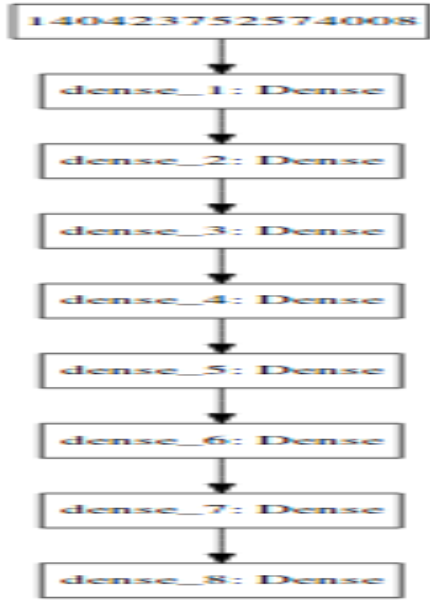 140423752574008
dense_1: Dense
dense_2: Dense
dense_3: Dense
dense_4: Dense
dense_5: Dense
dense_6: Dense
dense_7: Dense
dense_8: Dense